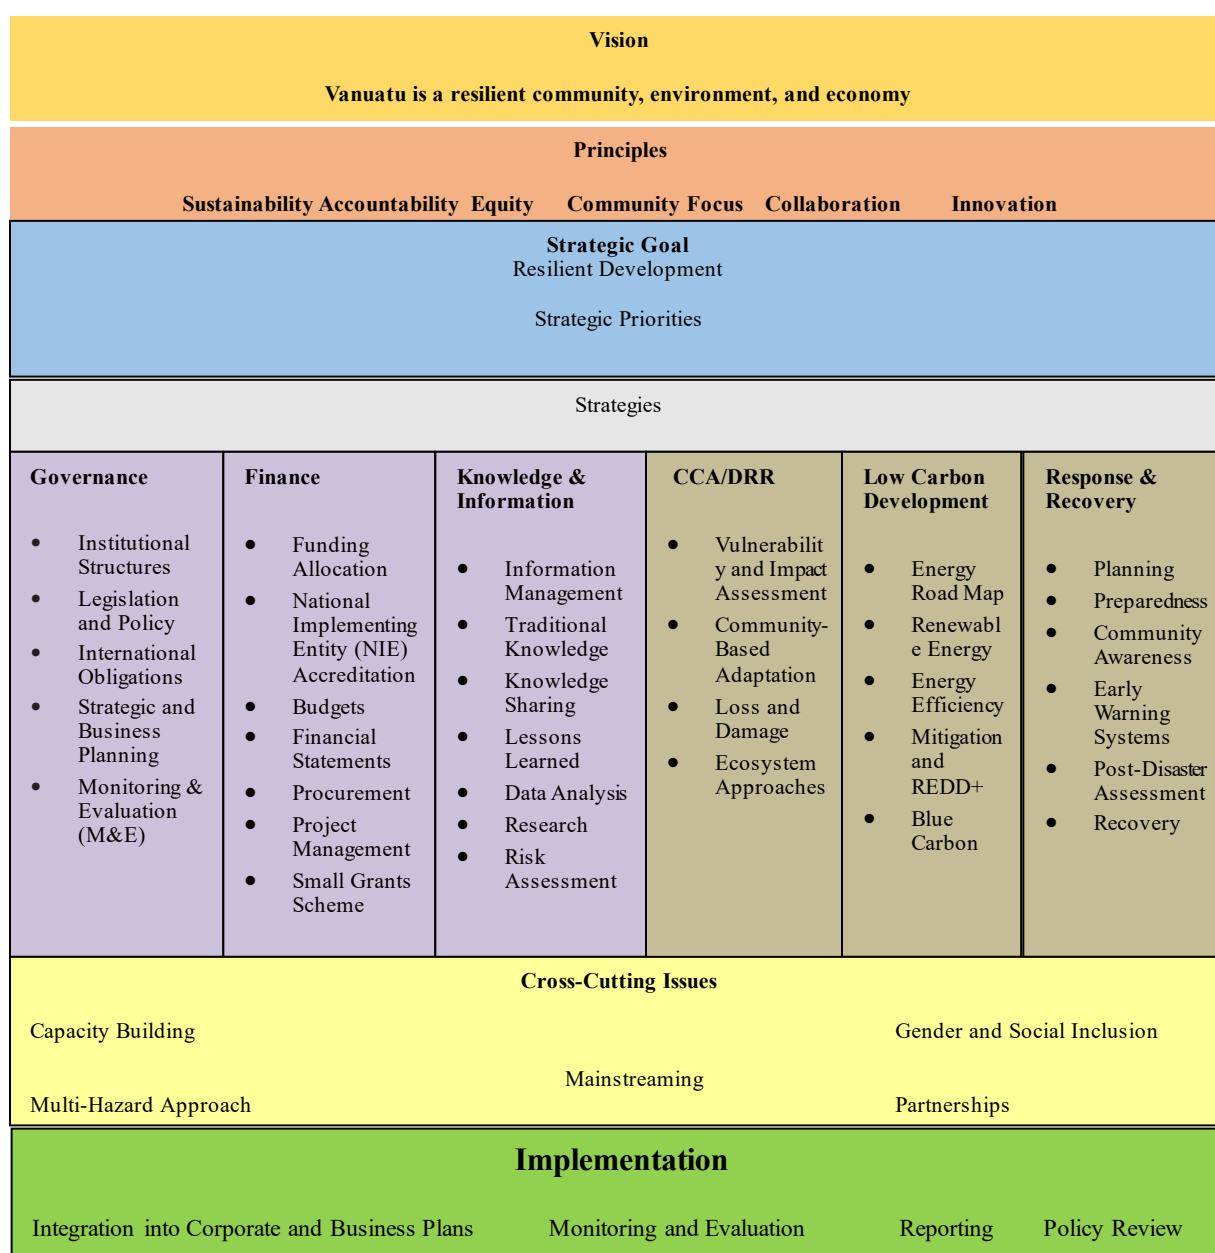 Vision
Vanuatu is a resilient community, environment, and economy
Principles
Sustainability Accountability Equity Community Focus Collaboration Innovation
Strategic Goal
Resilient Development
Strategic Priorities
Strategies
Governance
• Institutional
Structures
• Legislation
and Policy
• International
Obligations
• Strategic and
Business
Planning
• Monitoring &
Evaluation
(M&E)
Finance
• Funding
Allocation
• National
Implementing
Entity (NIE)
Accreditation
• Budgets
• Financial
Statements
• Procurement
• Project
Management
• Small Grants
Scheme
Knowledge &
Information
• Information
Management
• Traditional
Knowledge
• Knowledge
Sharing
• Lessons
Learned
• Data Analysis
• Research
• Risk
Assessment
CCA/DRR
• Vulnerabilit
y and Impact
Assessment
• Community-
Based
Adaptation
• Loss and
Damage
• Ecosystem
Approaches
Low Carbon
Development
• Energy
Road Map
• Renewabl
e Energy
• Energy
Efficiency
• Mitigation
and
REDD+
• Blue
Carbon
Response &
Recovery
• Planning
• Preparedness
• Community
Awareness
• Early
Warning
Systems
• Post-Disaster
Assessment
• Recovery
Cross-Cutting Issues
Capacity Building
Gender and Social Inclusion
Mainstreaming
Multi-Hazard Approach
Partnerships
Implementation
Integration into Corporate and Business Plans Monitoring and Evaluation Reporting Policy Review